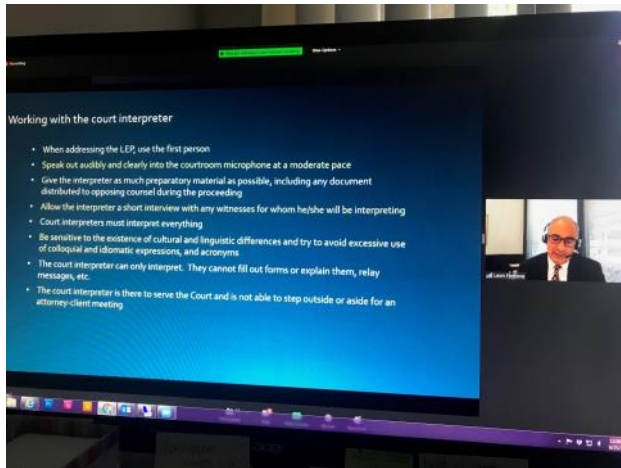 Recording
View Options
Working with the court interpreter
• When addressing the LEP, use the first person
• Speak out audibly and clearly into the courtroom microphone at a moderate pace
• Give the interpreter as much preparatory material as possible, including any document
distributed to opposing counsel during the proceeding
• Allow the interpreter a short interview with any witnesses for whom he/she will be interpreting
• Court interpreters must interpret everything
• Be sensitive to the existence of cultural and linguistic differences and try to avoid excessive use
of colloquial and idiomatic expressions, and acronyms
• The court interpreter can only interpret. They cannot fill out forms or explain them, relay
messages, etc.
• The court interpreter is there to serve the Court and is not able to step outside or aside for an
attorney-client meeting
acer